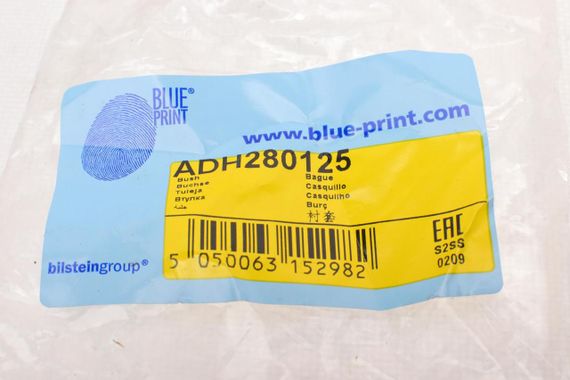 BLUE®
PRINT
www.blue-print.com
ADH280125
Bush
Buchse
Tuleja
Втулка
جلبة
Bague
Casquillo
Casquilho
Burç
衬套
5 050063 152982
EAC
S2SS
0209
bilsteingroup®